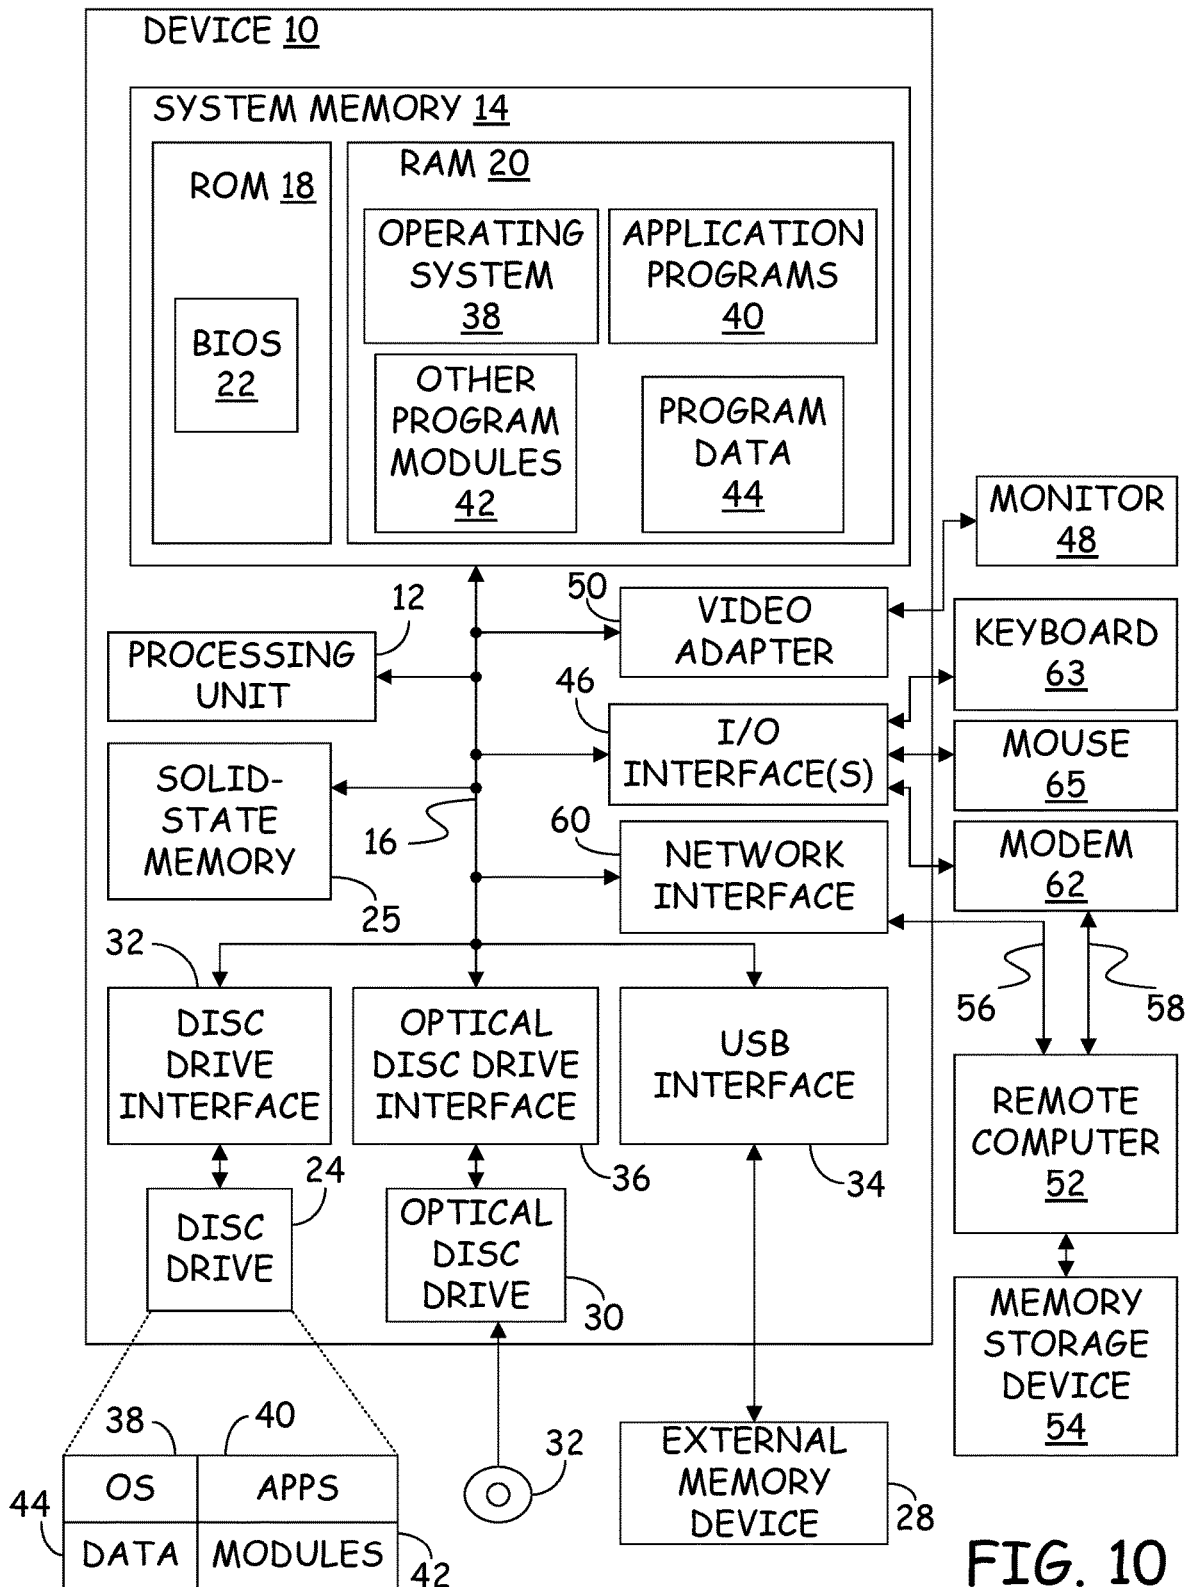 DEVICE 10
SYSTEM MEMORY 14
ROM 18
BIOS
22
RAM 20
OPERATING
SYSTEM
38
APPLICATION
PROGRAMS
40
OTHER
PROGRAM
MODULES
42
PROGRAM
DATA
44
MONITOR
48
12
PROCESSING
UNIT
50
VIDEO
ADAPTER
KEYBOARD
63
46
I/O
INTERFACE(S)
MOUSE
65
SOLID-
STATE
MEMORY
25
16
60
NETWORK
INTERFACE
MODEM
62
56
58
32
DISC
DRIVE
INTERFACE
OPTICAL
DISC DRIVE
INTERFACE
36
USB
INTERFACE
34
REMOTE
COMPUTER
52
24
DISC
DRIVE
OPTICAL
DISC
DRIVE
30
MEMORY
STORAGE
DEVICE
54
38
40
OS
APPS
44
DATA
MODULES
42
32
EXTERNAL
MEMORY
DEVICE
28
FIG. 10